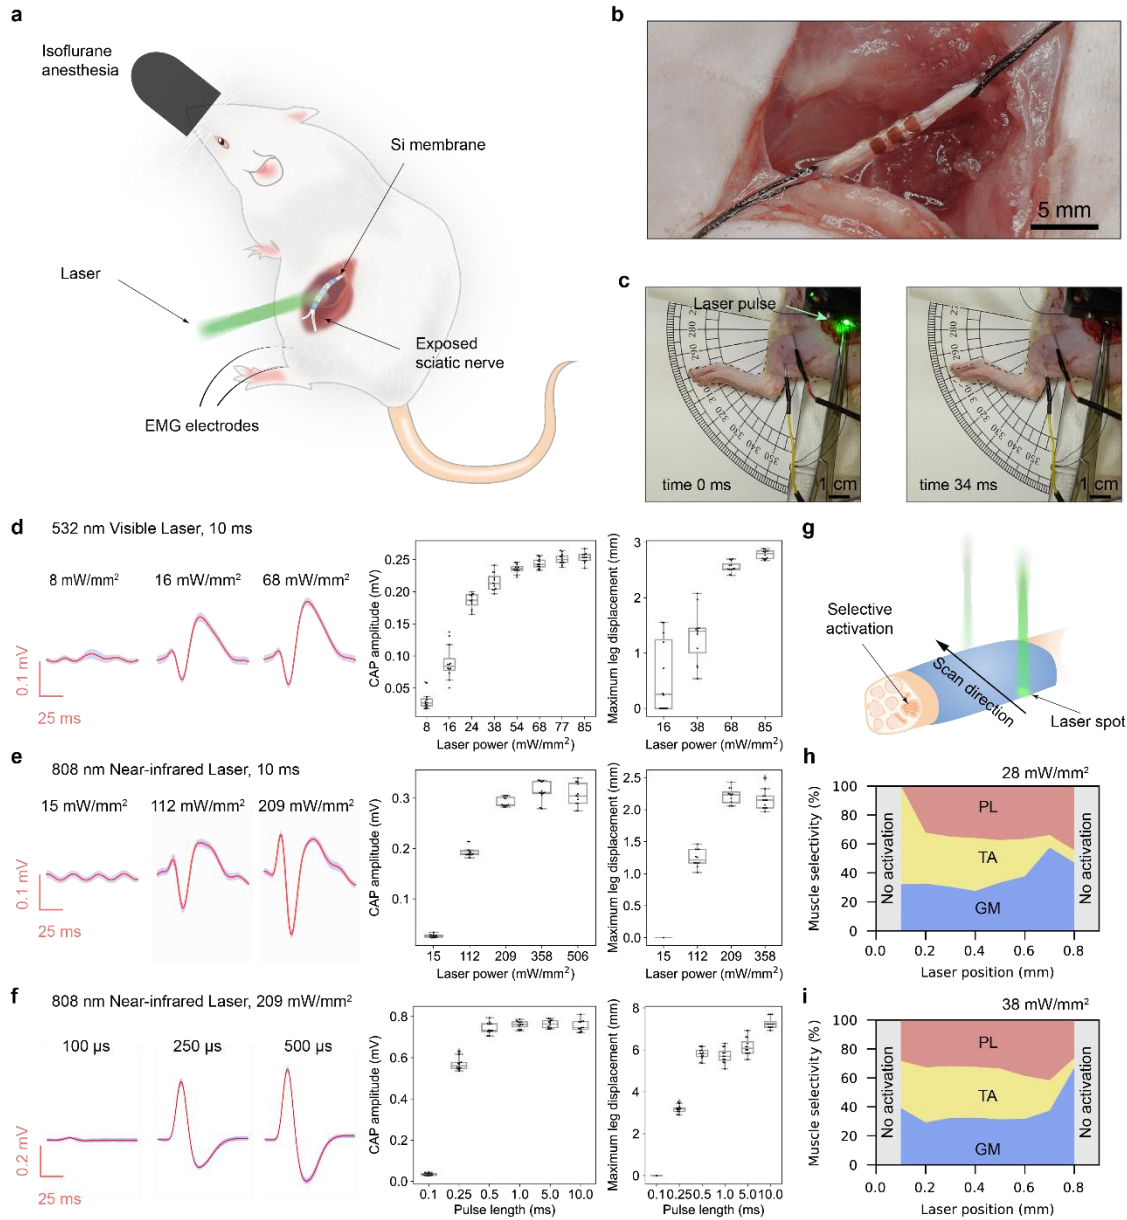 a
Isoflurane
anesthesia
Si membrane
Laser
Exposed
sciatic nerve
EMG electrodes
b
5 mm
c
Laser pulse
280
290
310
320
330
340
350
time 0 ms
1 cm
280
290
310
320
330
340
350
time 34 ms
1 cm
d
532 nm Visible Laser, 10 ms
8 mW/mm²
16 mW/mm²
68 mW/mm²
0.1 mV
25 ms
CAP amplitude (mV)
0.25
0.20
0.15
0.10
0.05
8 16 24 38 54 68 77 85
Laser power (mW/mm²)
Maximum leg displacement (mm)
3
2
1
0
16 38 68 85
Laser power (mW/mm²)
e
808 nm Near-infrared Laser, 10 ms
15 mW/mm²
112 mW/mm²
209 mW/mm²
0.1 mV
25 ms
CAP amplitude (mV)
0.3
0.2
0.1
15 112 209 358 506
Laser power (mW/mm²)
Maximum leg displacement (mm)
2.5
2.0
1.5
1.0
0.5
0.0
15 112 209 358
Laser power (mW/mm²)
f
808 nm Near-infrared Laser, 209 mW/mm²
100 µs
250 µs
500 µs
0.2 mV
25 ms
CAP amplitude (mV)
0.8
0.6
0.4
0.2
0.0
0.1 0.25 0.5 1.0 5.0 10.0
Pulse length (ms)
Maximum leg displacement (mm)
8
6
4
2
0
0.10 0.25 0.5 1.0 5.0 10.0
Pulse length (ms)
g
Selective
activation
Scan direction
Laser spot
h
28 mW/mm²
Muscle selectivity (%)
100
80
60
40
20
0
No activation
PL
TA
GM
No activation
0.0 0.2 0.4 0.6 0.8
Laser position (mm)
i
38 mW/mm²
Muscle selectivity (%)
100
80
60
40
20
0
No activation
PL
TA
GM
No activation
0.0 0.2 0.4 0.6 0.8
Laser position (mm)